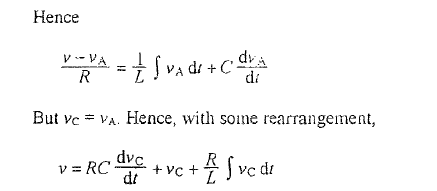 Hence
(v − v_A)/R = (1/L) ∫ v_A dt + C dv_A/dt
But v_C = v_A. Hence, with some rearrangement,
v = RC dv_C/dt + v_C + (R/L) ∫ v_C dt